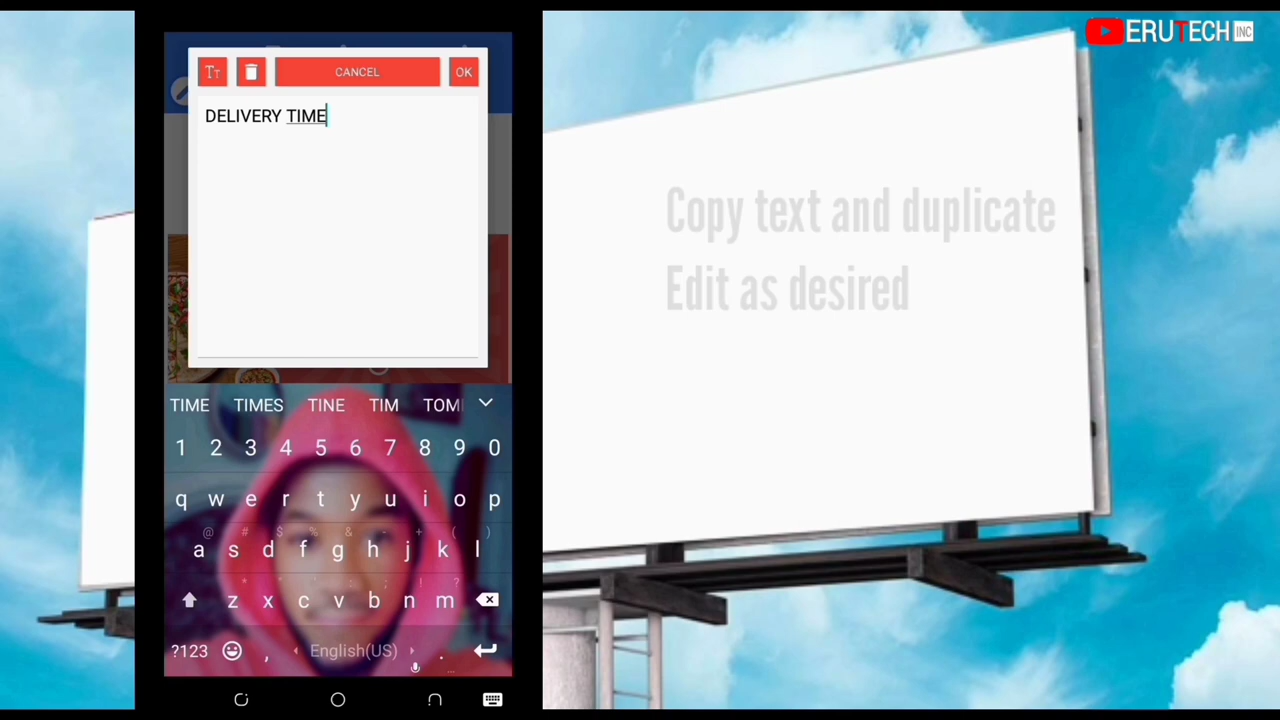 ERUTECH INC
TT CANCEL OK
DELIVERY TIME
Copy text and duplicate
Edit as desired
TIME TIMES TINE TIM
1 2 3 4 5 6 7 8 9 0
q w e r t y u i o p
@ # $ % & + ( )
a s d f g h j k l
* " ' : ; ! ?
z x c v b n m
?123 , English(US) .